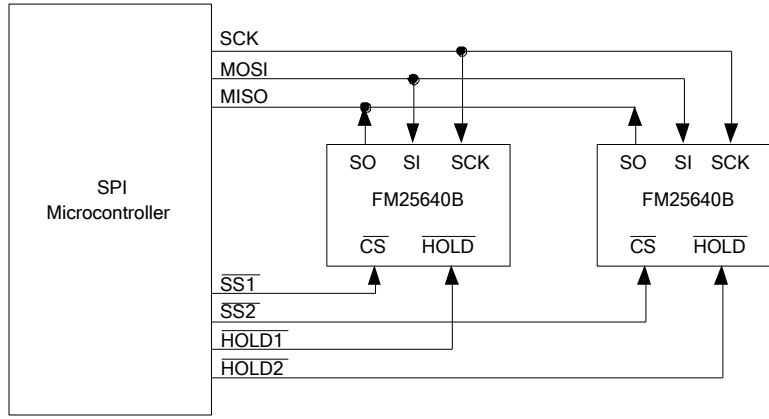 SCK
MOSI
MISO
SO SI SCK
SO SI SCK
SPI
Microcontroller
FM25640B
FM25640B
CS HOLD
CS HOLD
SS1
SS2
HOLD1
HOLD2